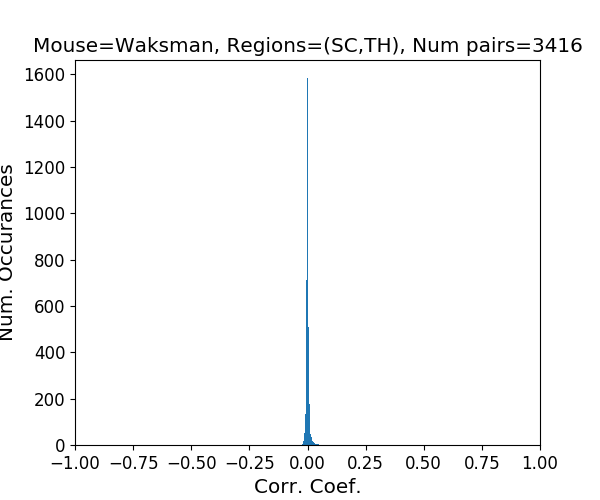 Mouse=Waksman, Regions=(SC,TH), Num pairs=3416
1600
1400
1200
1000
800
600
400
200
0
Num. Occurances
−1.00 −0.75 −0.50 −0.25 0.00 0.25 0.50 0.75 1.00
Corr. Coef.